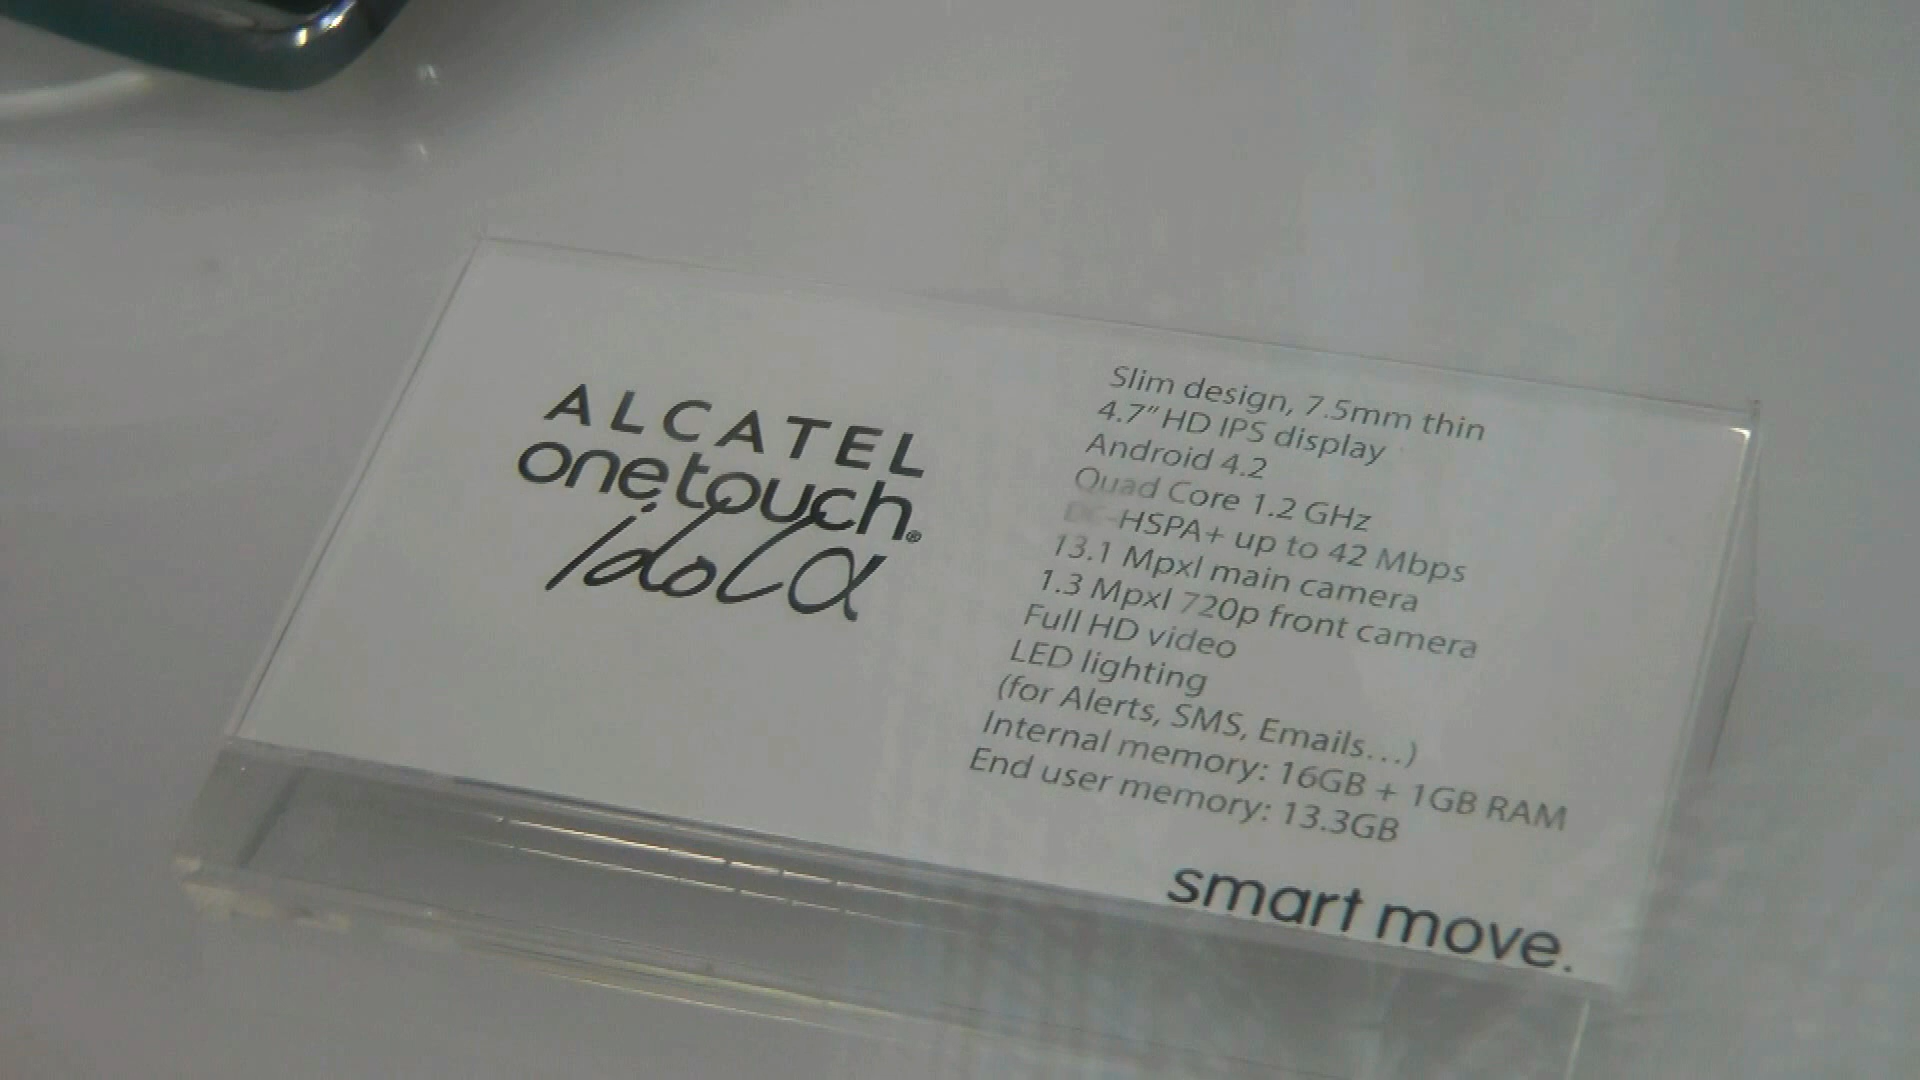 ALCATEL
onetouch®
idol α
Slim design, 7.5mm thin
4.7" HD IPS display
Android 4.2
Quad Core 1.2 GHz
DC-HSPA+ up to 42 Mbps
13.1 Mpxl main camera
1.3 Mpxl 720p front camera
Full HD video
LED lighting
(for Alerts, SMS, Emails...)
Internal memory: 16GB + 1GB RAM
End user memory: 13.3GB
smart move.